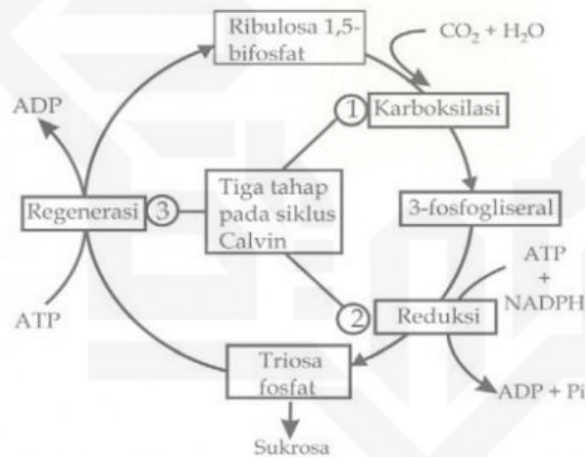 Ribulosa 1,5-
bifosfat
CO₂ + H₂O
ADP
1
Karboksilasi
Tiga tahap
pada siklus
Calvin
Regenerasi
3
3-fosfogliseral
ATP
+
NADPH
ATP
2
Reduksi
Triosa
fosfat
ADP + Pi
Sukrosa